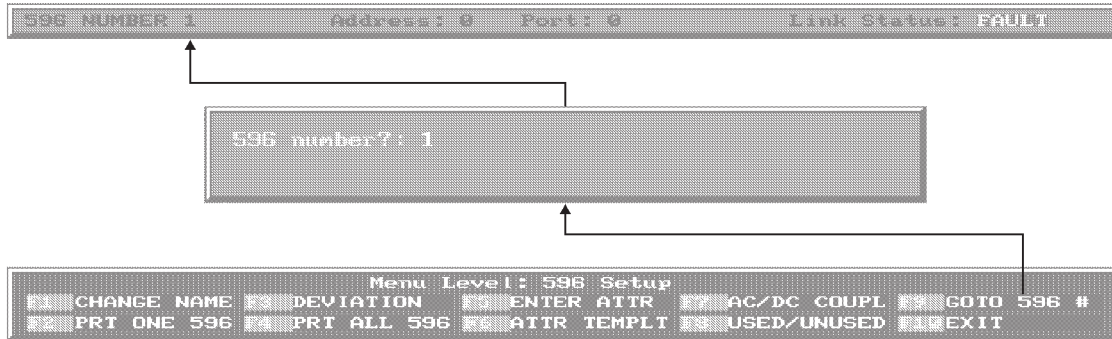 596 NUMBER 1 Address: 0 Port: 0 Link Status: FAULT
596 number?: 1
Menu Level: 596 Setup
F1 CHANGE NAME F3 DEVIATION F5 ENTER ATTR F7 AC/DC COUPL F9 GOTO 596 #
F2 PRT ONE 596 F4 PRT ALL 596 F6 ATTR TEMPLT F8 USED/UNUSED F10 EXIT